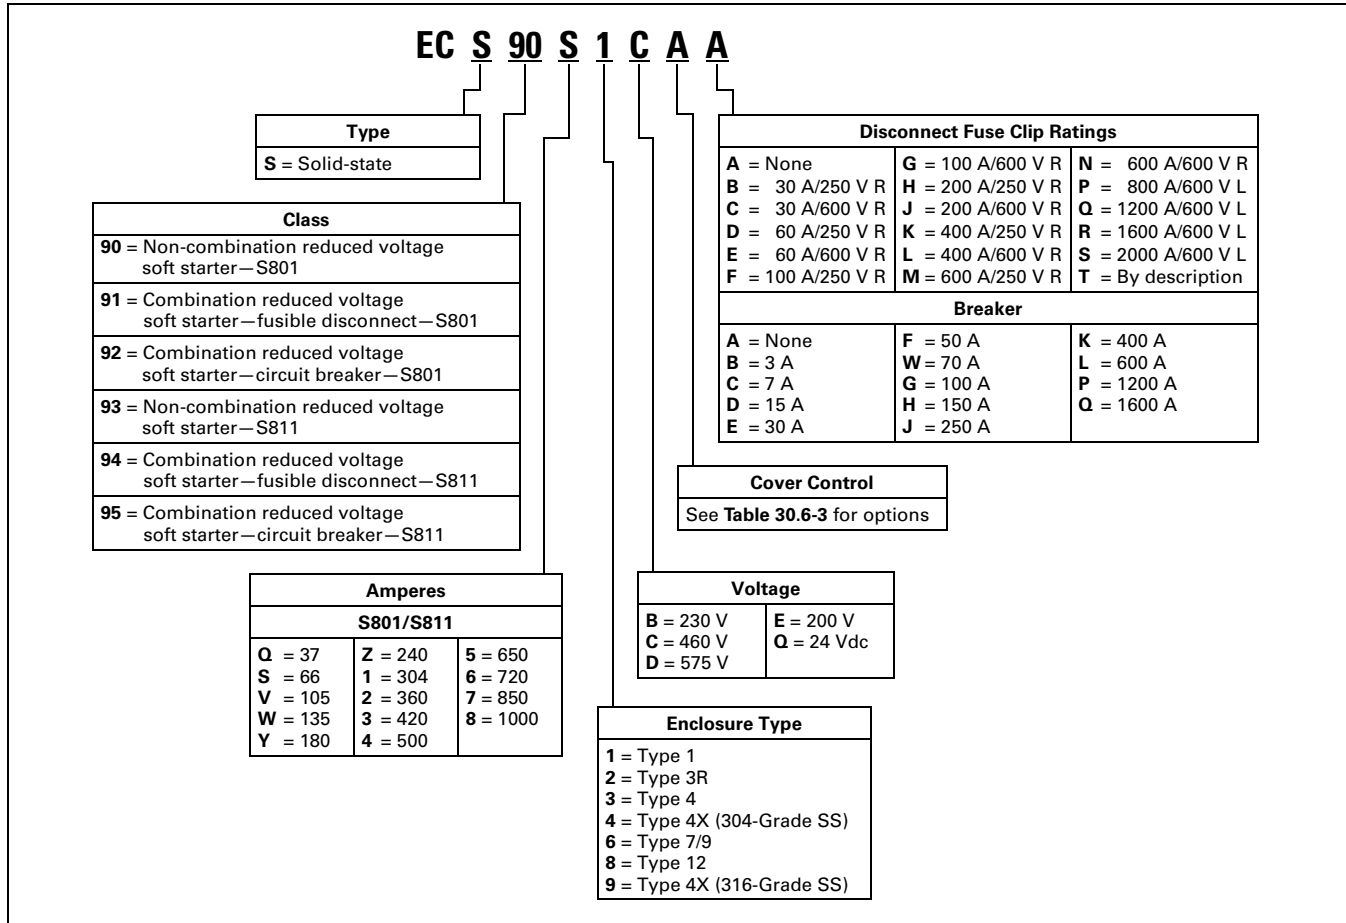 EC S 90 S 1 C A A
Type
S = Solid-state
Class
90 = Non-combination reduced voltage
soft starter—S801
91 = Combination reduced voltage
soft starter—fusible disconnect—S801
92 = Combination reduced voltage
soft starter—circuit breaker—S801
93 = Non-combination reduced voltage
soft starter—S811
94 = Combination reduced voltage
soft starter—fusible disconnect—S811
95 = Combination reduced voltage
soft starter—circuit breaker—S811
Disconnect Fuse Clip Ratings
A = None
B = 30 A/250 V R
C = 30 A/600 V R
D = 60 A/250 V R
E = 60 A/600 V R
F = 100 A/250 V R
G = 100 A/600 V R
H = 200 A/250 V R
J = 200 A/600 V R
K = 400 A/250 V R
L = 400 A/600 V R
M = 600 A/250 V R
N = 600 A/600 V R
P = 800 A/600 V L
Q = 1200 A/600 V L
R = 1600 A/600 V L
S = 2000 A/600 V L
T = By description
Breaker
A = None
B = 3 A
C = 7 A
D = 15 A
E = 30 A
F = 50 A
W = 70 A
G = 100 A
H = 150 A
J = 250 A
K = 400 A
L = 600 A
P = 1200 A
Q = 1600 A
Cover Control
See Table 30.6-3 for options
Amperes
S801/S811
Q = 37
S = 66
V = 105
W = 135
Y = 180
Z = 240
1 = 304
2 = 360
3 = 420
4 = 500
5 = 650
6 = 720
7 = 850
8 = 1000
Voltage
B = 230 V
C = 460 V
D = 575 V
E = 200 V
Q = 24 Vdc
Enclosure Type
1 = Type 1
2 = Type 3R
3 = Type 4
4 = Type 4X (304-Grade SS)
6 = Type 7/9
8 = Type 12
9 = Type 4X (316-Grade SS)